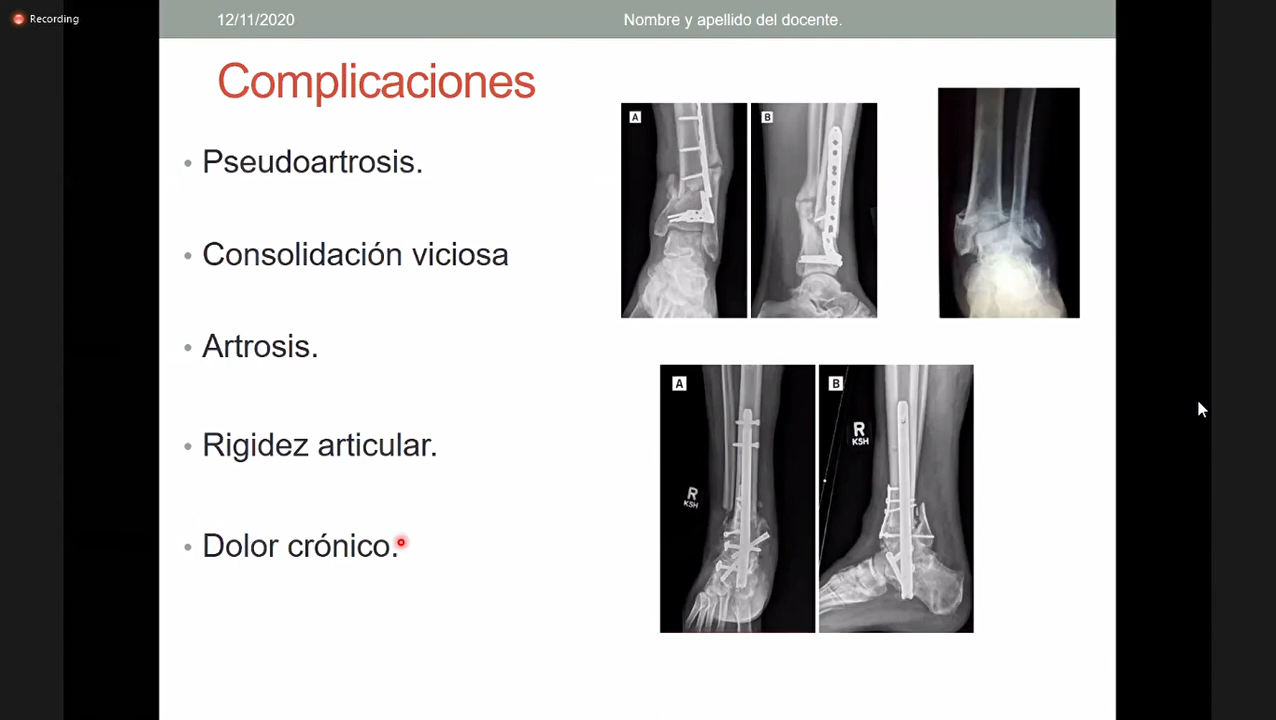 Recording
12/11/2020
Nombre y apellido del docente.
Complicaciones
• Pseudoartrosis.
• Consolidación viciosa
• Artrosis.
• Rigidez articular.
• Dolor crónico.
A
B
A
B
R
KSH
R
KSH